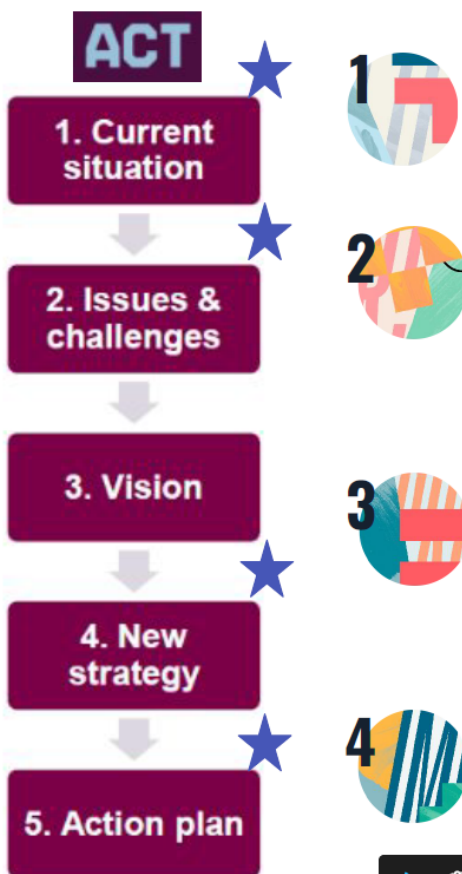 ACT
1. Current
situation
2. Issues &
challenges
3. Vision
4. New
strategy
5. Action plan
1
2
3
4